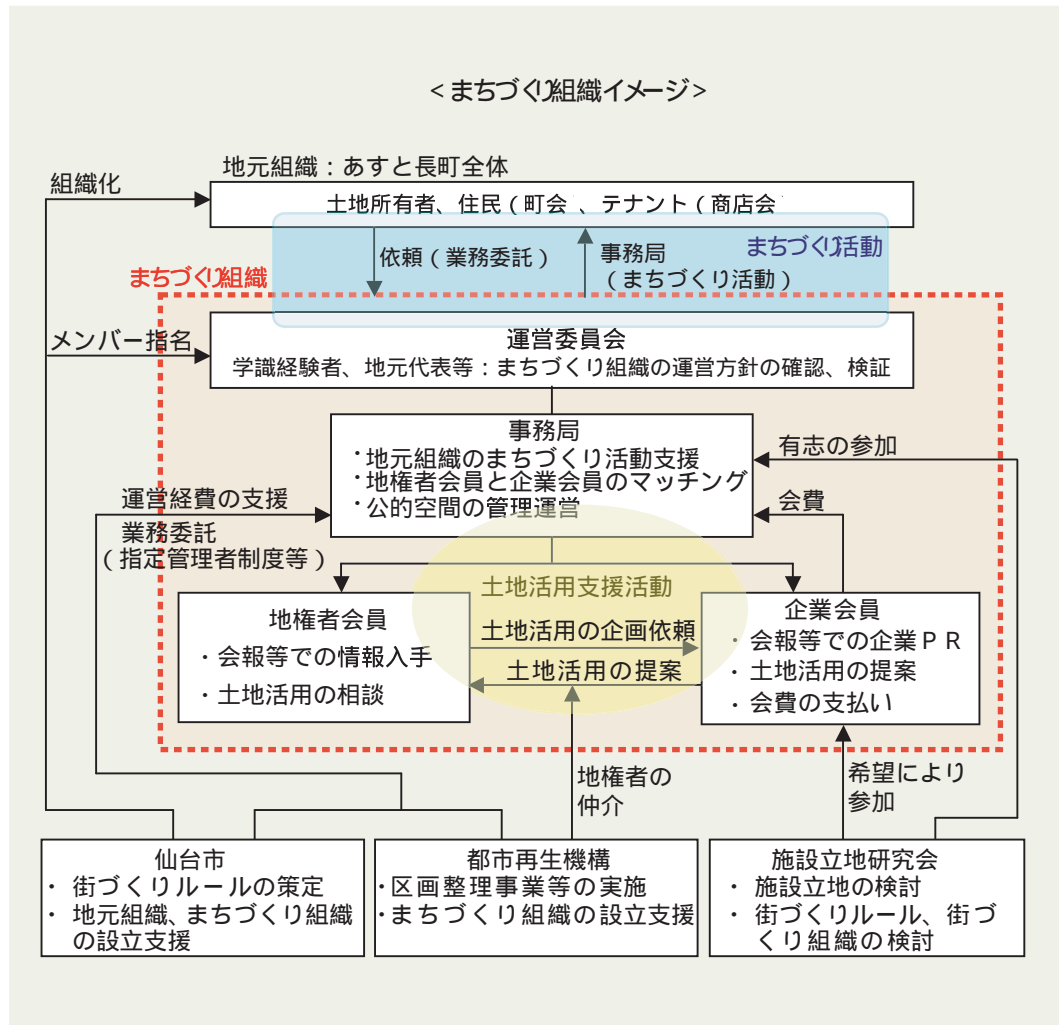 <まちづくり組織イメージ>
地元組織：あすと長町全体
組織化
土地所有者、住民（町会 、テナント（商店会
まちづくり活動
依頼（業務委託）
事務局
（まちづくり活動）
まちづくり組織
メンバー指名
運営委員会
学識経験者、地元代表等：まちづくり組織の運営方針の確認、検証
事務局
・地元組織のまちづくり活動支援
・地権者会員と企業会員のマッチング
・公的空間の管理運営
有志の参加
会費
運営経費の支援
業務委託
（指定管理者制度等）
土地活用支援活動
地権者会員
・会報等での情報入手
・土地活用の相談
土地活用の企画依頼
土地活用の提案
企業会員
・会報等での企業ＰＲ
・土地活用の提案
・会費の支払い
地権者の
仲介
希望により
参加
仙台市
・ 街づくりルールの策定
・ 地元組織、まちづくり組織
の設立支援
都市再生機構
・区画整理事業等の実施
・まちづくり組織の設立支援
施設立地研究会
・ 施設立地の検討
・ 街づくりルール、街づ
くり組織の検討